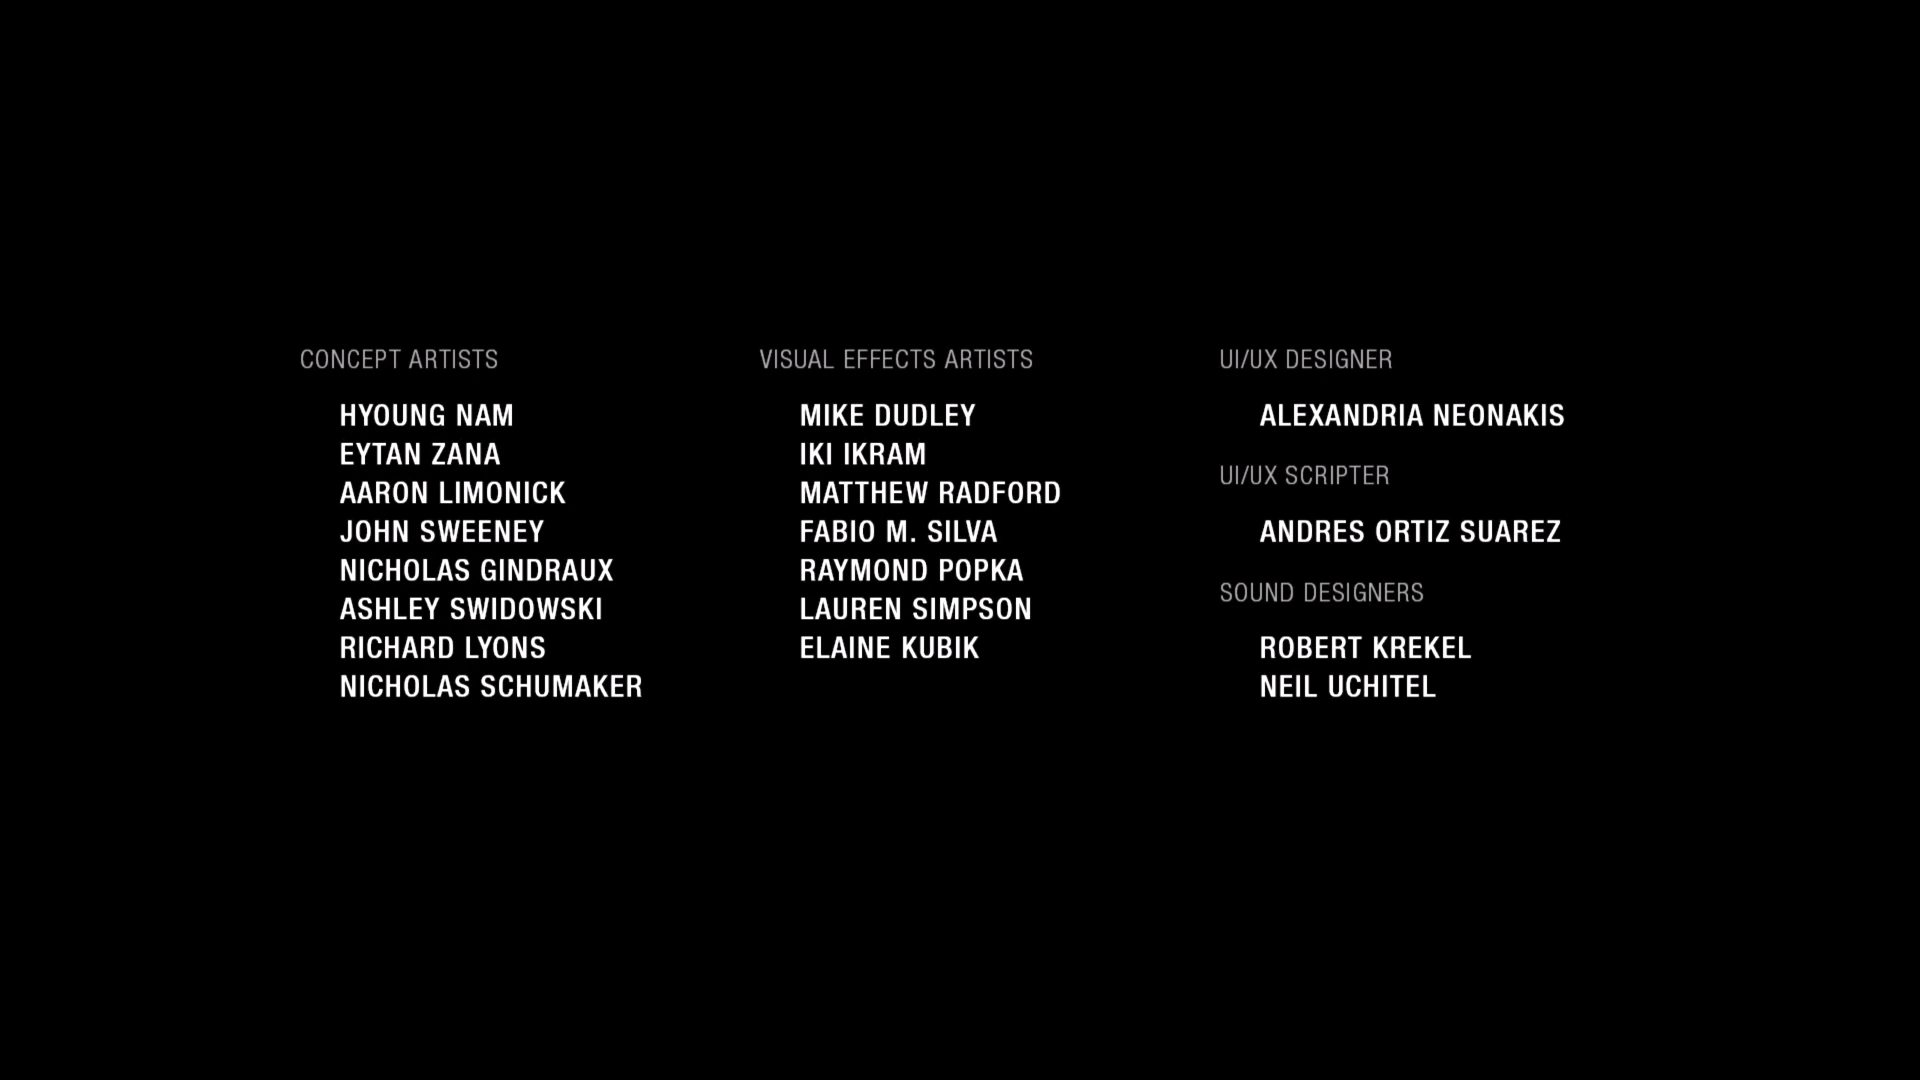 CONCEPT ARTISTS
HYOUNG NAM
EYTAN ZANA
AARON LIMONICK
JOHN SWEENEY
NICHOLAS GINDRAUX
ASHLEY SWIDOWSKI
RICHARD LYONS
NICHOLAS SCHUMAKER
VISUAL EFFECTS ARTISTS
MIKE DUDLEY
IKI IKRAM
MATTHEW RADFORD
FABIO M. SILVA
RAYMOND POPKA
LAUREN SIMPSON
ELAINE KUBIK
UI/UX DESIGNER
ALEXANDRIA NEONAKIS
UI/UX SCRIPTER
ANDRES ORTIZ SUAREZ
SOUND DESIGNERS
ROBERT KREKEL
NEIL UCHITEL